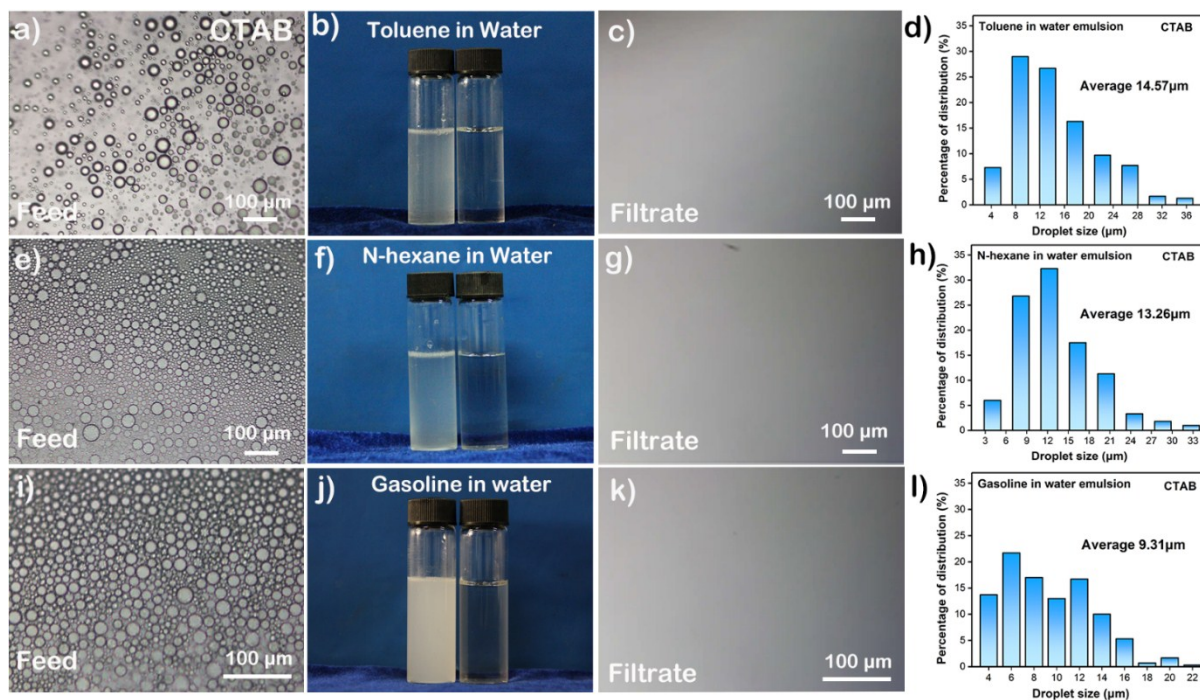 a)
OTAB
Feed
100 µm
b)
Toluene in Water
c)
Filtrate
100 µm
d)
Toluene in water emulsion
CTAB
Average 14.57µm
Percentage of distribution (%)
35
30
25
20
15
10
5
0
4 8 12 16 20 24 28 32 36
Droplet size (µm)
e)
Feed
100 µm
f)
N-hexane in Water
g)
Filtrate
100 µm
h)
N-hexane in water emulsion
CTAB
Average 13.26µm
Percentage of distribution (%)
35
30
25
20
15
10
5
0
3 6 9 12 15 18 21 24 27 30 33
Droplet size (µm)
i)
Feed
100 µm
j)
Gasoline in water
k)
Filtrate
100 µm
l)
Gasoline in water emulsion
CTAB
Average 9.31µm
Percentage of distribution (%)
35
30
25
20
15
10
5
0
4 6 8 10 12 14 16 18 20 22
Droplet size (µm)